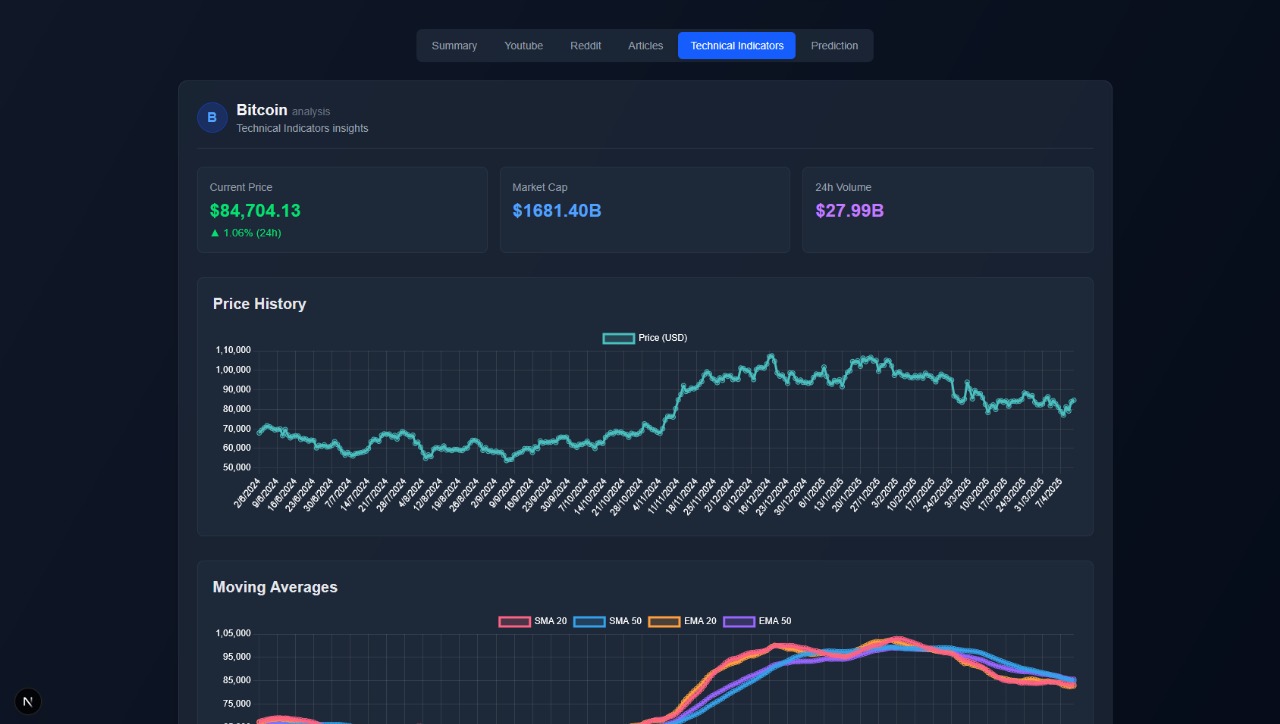 Summary Youtube Reddit Articles Technical Indicators Prediction
B
Bitcoin analysis
Technical Indicators insights
Current Price
$84,704.13
▲ 1.06% (24h)
Market Cap
$1681.40B
24h Volume
$27.99B
Price History
Price (USD)
1,10,000
1,00,000
90,000
80,000
70,000
60,000
50,000
2/6/2024 9/6/2024 16/6/2024 23/6/2024 30/6/2024 7/7/2024 14/7/2024 21/7/2024 28/7/2024 4/8/2024 12/8/2024 19/8/2024 26/8/2024 2/9/2024 9/9/2024 16/9/2024 23/9/2024 30/9/2024 7/10/2024 14/10/2024 21/10/2024 28/10/2024 4/11/2024 11/11/2024 18/11/2024 25/11/2024 2/12/2024 9/12/2024 16/12/2024 23/12/2024 30/12/2024 6/1/2025 13/1/2025 20/1/2025 27/1/2025 3/2/2025 10/2/2025 17/2/2025 24/2/2025 3/3/2025 10/3/2025 17/3/2025 24/3/2025 31/3/2025 7/4/2025
Moving Averages
SMA 20 SMA 50 EMA 20 EMA 50
1,05,000
95,000
85,000
75,000
N